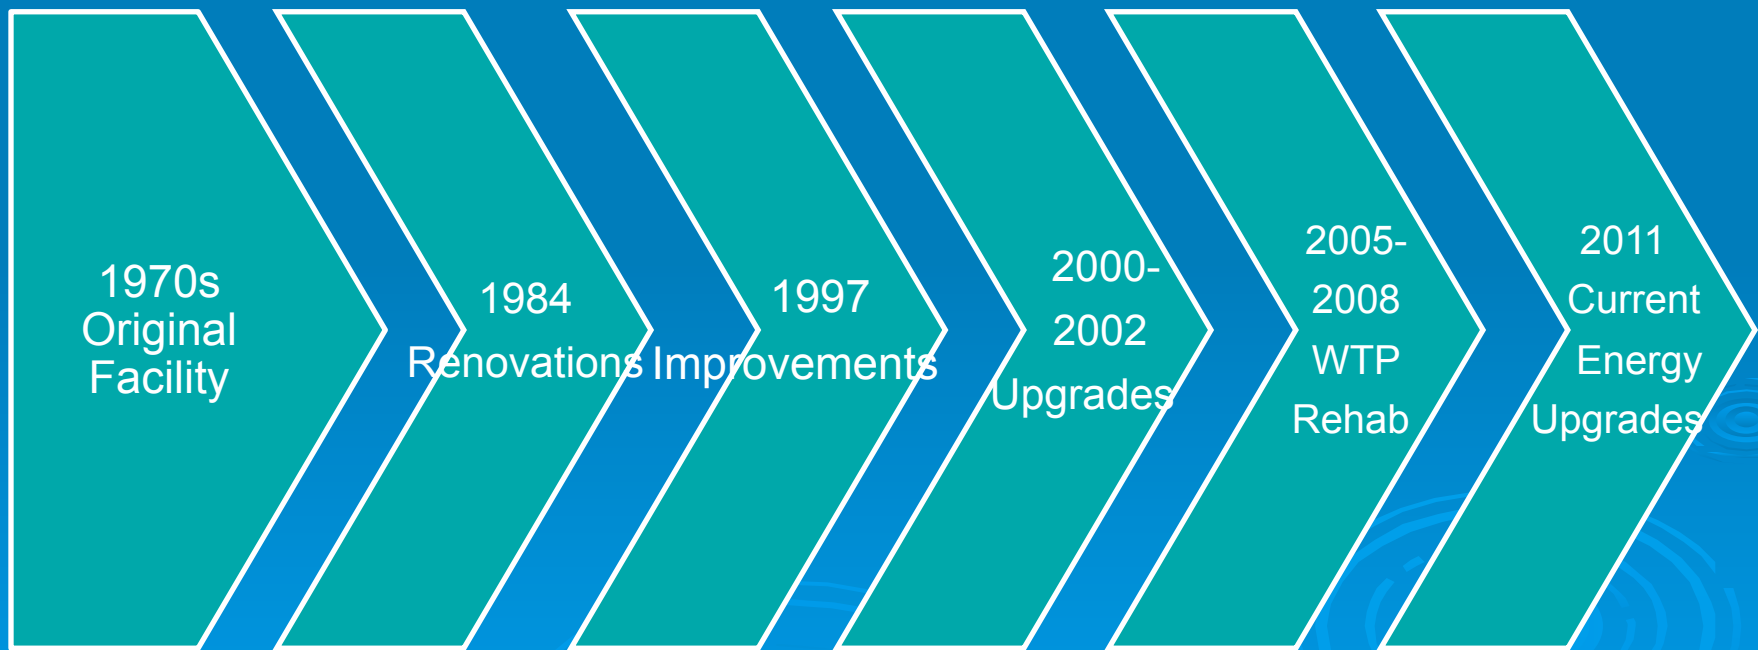 1970s
Original
Facility
1984
Renovations
1997
Improvements
2000-
2002
Upgrades
2005-
2008
WTP
Rehab
2011
Current
Energy
Upgrades